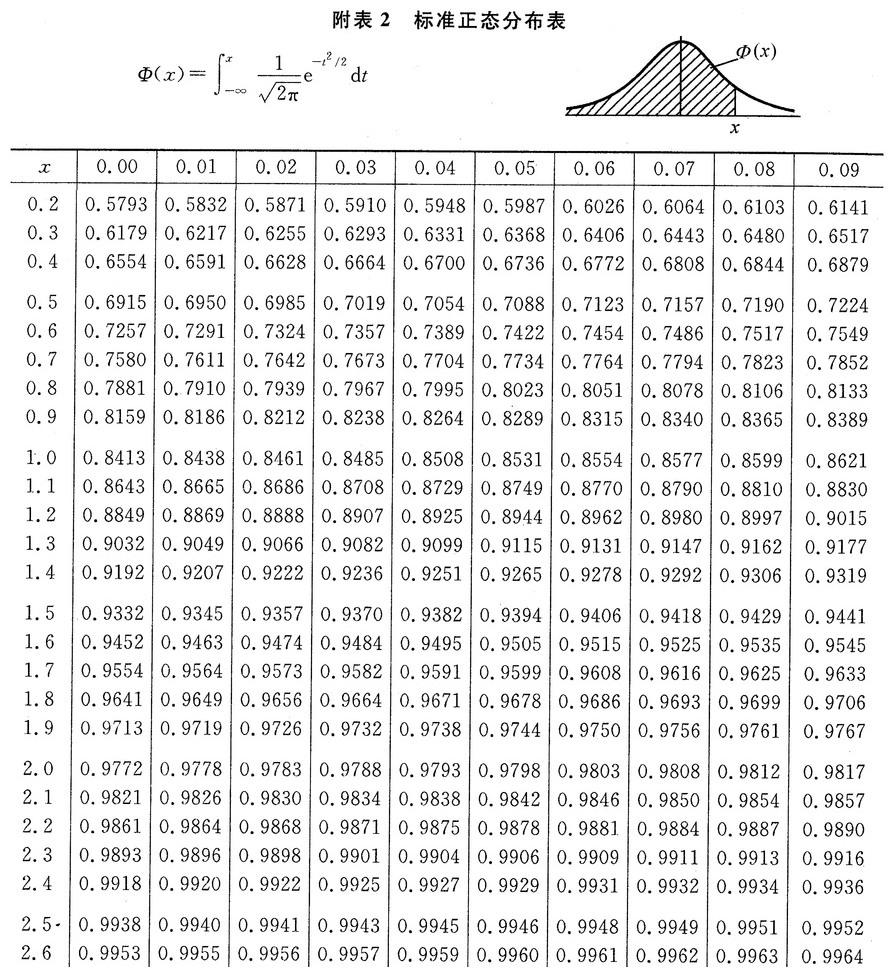 附表 2 标准正态分布表
Φ(x)=∫_{-∞}^{x} \frac{1}{\sqrt{2π}} e^{-t²/2} dt
Φ(x)
x
x 0.00 0.01 0.02 0.03 0.04 0.05 0.06 0.07 0.08 0.09
0.2 0.5793 0.5832 0.5871 0.5910 0.5948 0.5987 0.6026 0.6064 0.6103 0.6141
0.3 0.6179 0.6217 0.6255 0.6293 0.6331 0.6368 0.6406 0.6443 0.6480 0.6517
0.4 0.6554 0.6591 0.6628 0.6664 0.6700 0.6736 0.6772 0.6808 0.6844 0.6879
0.5 0.6915 0.6950 0.6985 0.7019 0.7054 0.7088 0.7123 0.7157 0.7190 0.7224
0.6 0.7257 0.7291 0.7324 0.7357 0.7389 0.7422 0.7454 0.7486 0.7517 0.7549
0.7 0.7580 0.7611 0.7642 0.7673 0.7704 0.7734 0.7764 0.7794 0.7823 0.7852
0.8 0.7881 0.7910 0.7939 0.7967 0.7995 0.8023 0.8051 0.8078 0.8106 0.8133
0.9 0.8159 0.8186 0.8212 0.8238 0.8264 0.8289 0.8315 0.8340 0.8365 0.8389
1.0 0.8413 0.8438 0.8461 0.8485 0.8508 0.8531 0.8554 0.8577 0.8599 0.8621
1.1 0.8643 0.8665 0.8686 0.8708 0.8729 0.8749 0.8770 0.8790 0.8810 0.8830
1.2 0.8849 0.8869 0.8888 0.8907 0.8925 0.8944 0.8962 0.8980 0.8997 0.9015
1.3 0.9032 0.9049 0.9066 0.9082 0.9099 0.9115 0.9131 0.9147 0.9162 0.9177
1.4 0.9192 0.9207 0.9222 0.9236 0.9251 0.9265 0.9278 0.9292 0.9306 0.9319
1.5 0.9332 0.9345 0.9357 0.9370 0.9382 0.9394 0.9406 0.9418 0.9429 0.9441
1.6 0.9452 0.9463 0.9474 0.9484 0.9495 0.9505 0.9515 0.9525 0.9535 0.9545
1.7 0.9554 0.9564 0.9573 0.9582 0.9591 0.9599 0.9608 0.9616 0.9625 0.9633
1.8 0.9641 0.9649 0.9656 0.9664 0.9671 0.9678 0.9686 0.9693 0.9699 0.9706
1.9 0.9713 0.9719 0.9726 0.9732 0.9738 0.9744 0.9750 0.9756 0.9761 0.9767
2.0 0.9772 0.9778 0.9783 0.9788 0.9793 0.9798 0.9803 0.9808 0.9812 0.9817
2.1 0.9821 0.9826 0.9830 0.9834 0.9838 0.9842 0.9846 0.9850 0.9854 0.9857
2.2 0.9861 0.9864 0.9868 0.9871 0.9875 0.9878 0.9881 0.9884 0.9887 0.9890
2.3 0.9893 0.9896 0.9898 0.9901 0.9904 0.9906 0.9909 0.9911 0.9913 0.9916
2.4 0.9918 0.9920 0.9922 0.9925 0.9927 0.9929 0.9931 0.9932 0.9934 0.9936
2.5 0.9938 0.9940 0.9941 0.9943 0.9945 0.9946 0.9948 0.9949 0.9951 0.9952
2.6 0.9953 0.9955 0.9956 0.9957 0.9959 0.9960 0.9961 0.9962 0.9963 0.9964